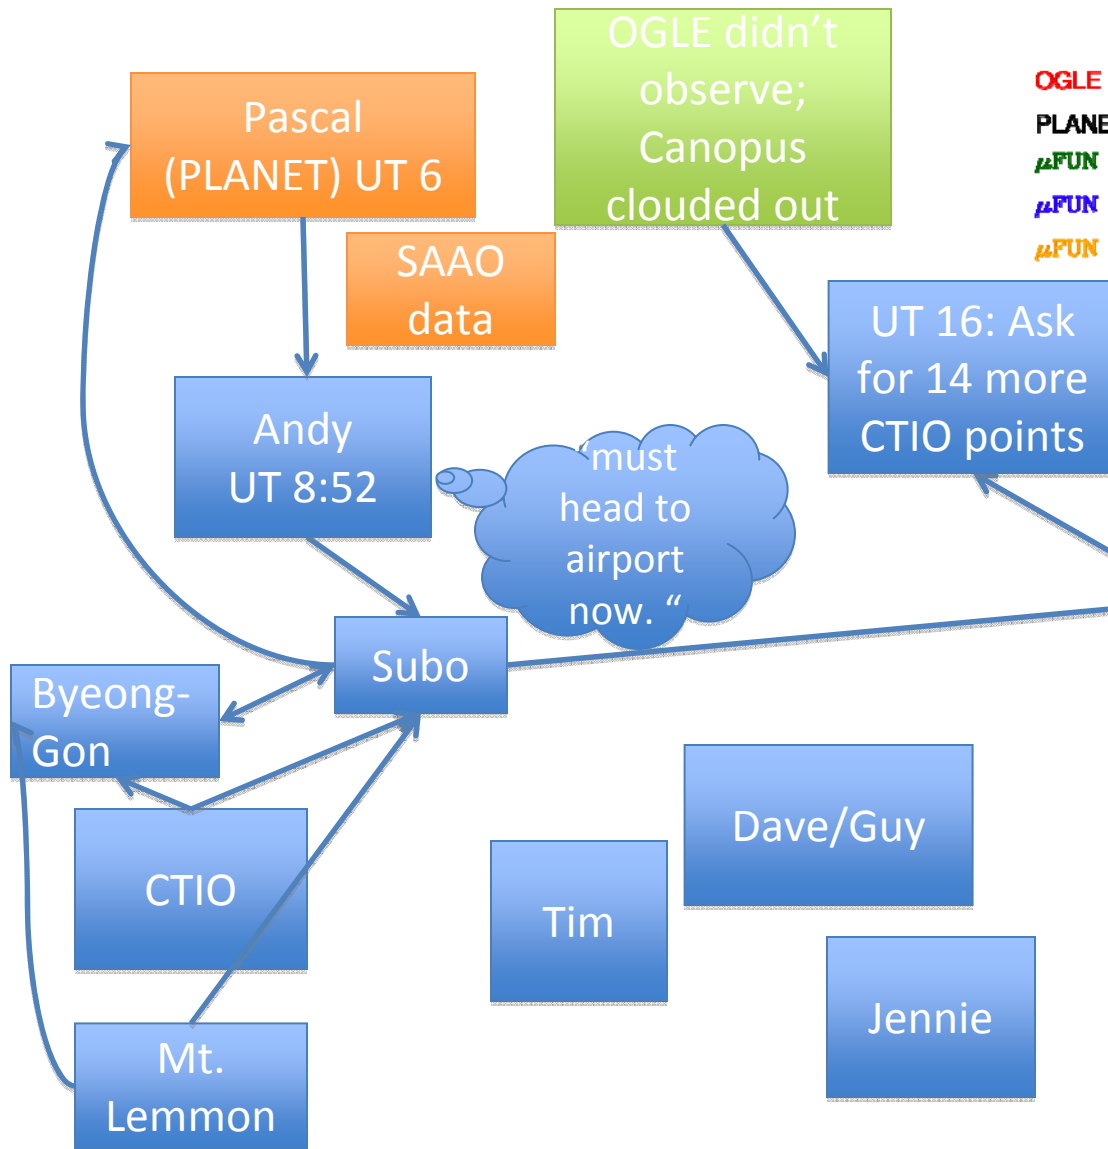 OGLE didn't
observe;
Canopus
clouded out
Pascal
(PLANET) UT 6
OGLE
PLANE
μFUN
μFUN
μFUN
SAAO
data
UT 16: Ask
for 14 more
CTIO points
Andy
UT 8:52
“must
head to
airport
now. “
Subo
Byeong-
Gon
CTIO
Dave/Guy
Tim
Jennie
Mt.
Lemmon